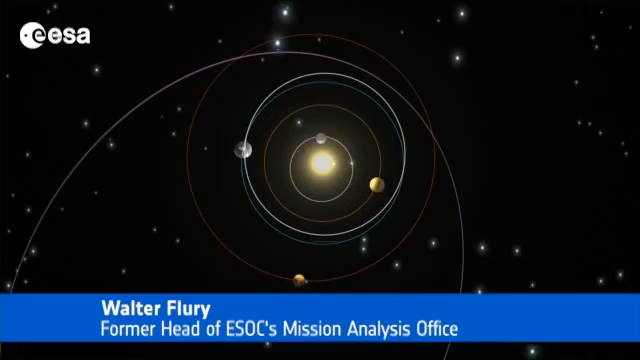 esa
Walter Flury
Former Head of ESOC's Mission Analysis Office